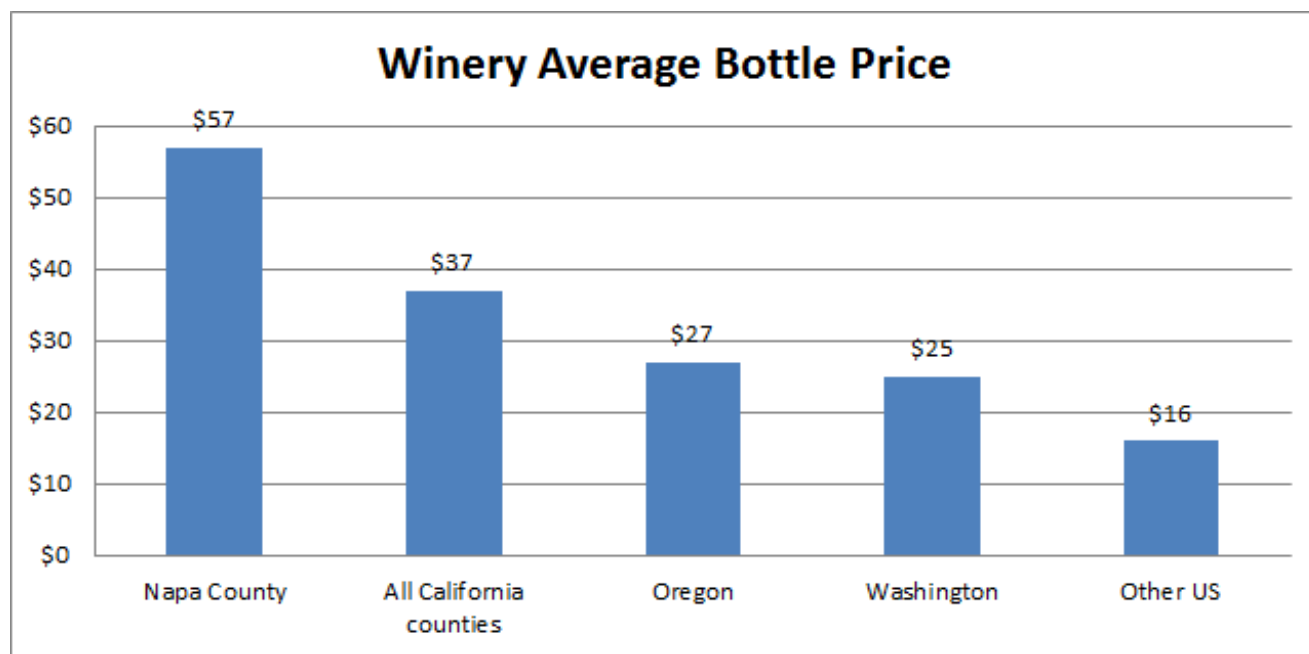 Winery Average Bottle Price
$60
$50
$40
$30
$20
$10
$0
$57
$37
$27
$25
$16
Napa County
All California
counties
Oregon
Washington
Other US